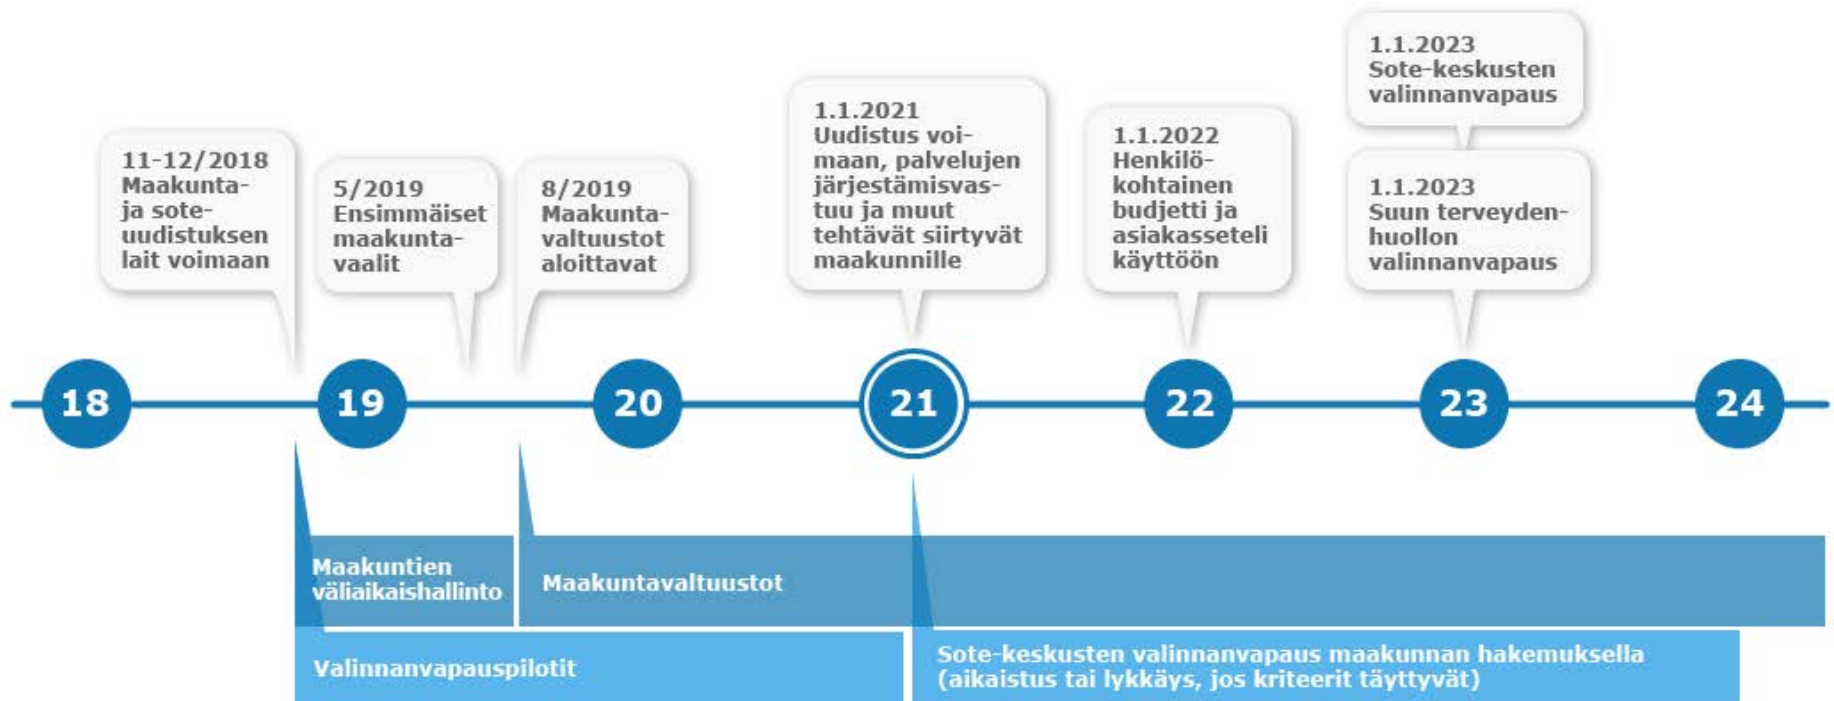 11-12/2018
Maakunta-
ja sote-
uudistuksen
lait voimaan
5/2019
Ensimmäiset
maakunta-
vaalit
8/2019
Maakunta-
valtuustot
aloittavat
1.1.2021
Uudistus voi-
maan, palvelujen
järjestämisvas-
tuu ja muut
tehtävät siirtyvät
maakunnille
1.1.2022
Henkilö-
kohtainen
budjetti ja
asiakasseteli
käyttöön
1.1.2023
Sote-keskusten
valinnanvapaus
1.1.2023
Suun terveyden-
huollon
valinnanvapaus
18
19
20
21
22
23
24
Maakuntien
väliaikaishallinto
Maakuntavaltuustot
Valinnanvapauspilotit
Sote-keskusten valinnanvapaus maakunnan hakemuksella
(aikaistus tai lykkäys, jos kriteerit täyttyvät)